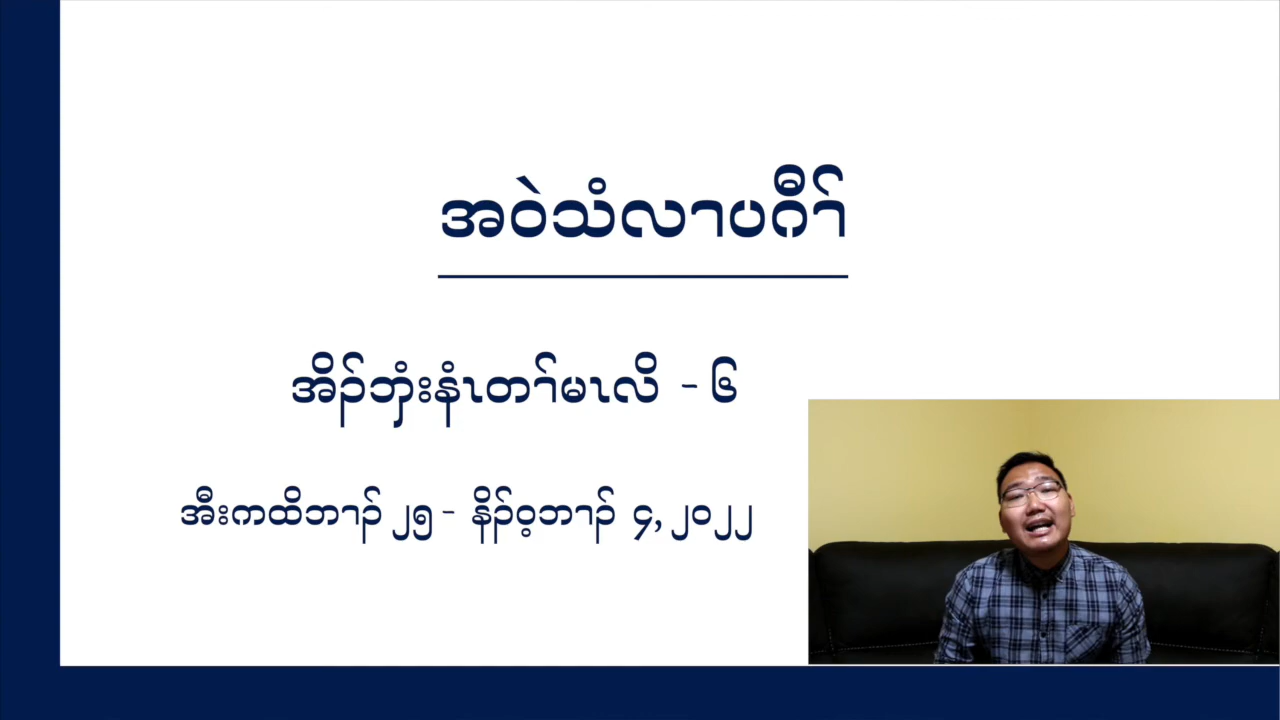 အဝဲသံလၢပဂီၢ်
အိၣ်ဘှံးနံၤတၢ်မၤလိ - ၆
အီးကထိဘၢၣ် ၂၅ - နိၣ်ဝ့ဘၢၣ် ၄, ၂၀၂၂